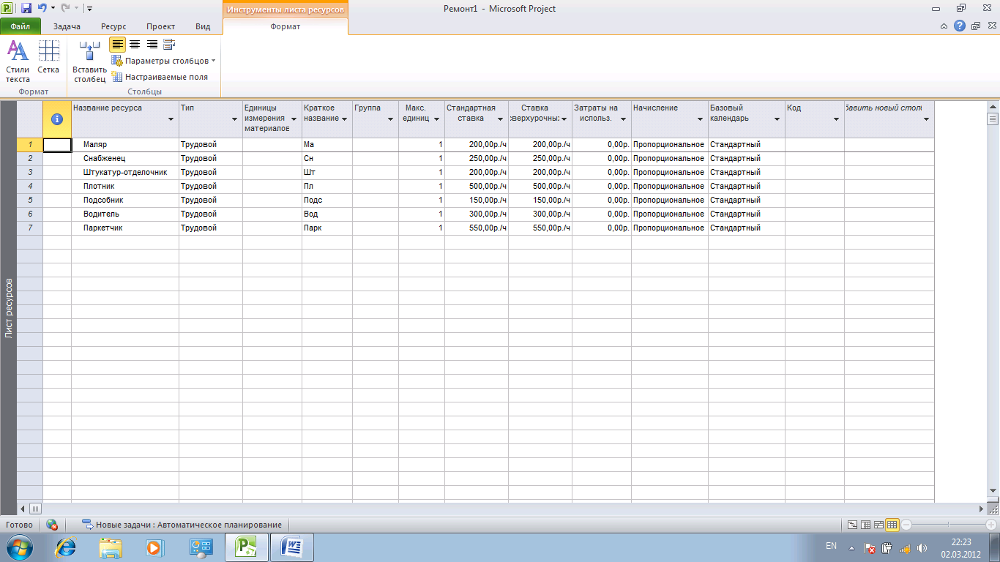 Инструменты листа ресурсов
Ремонт1 - Microsoft Project
Файл Задача Ресурс Проект Вид Формат
Стили текста
Сетка
Вставить столбец
Параметры столбцов
Настраиваемые поля
Формат
Столбцы
Название ресурса
Тип
Единицы измерения материалов
Краткое название
Группа
Макс. единиц
Стандартная ставка
Ставка сверхурочных
Затраты на использ.
Начисление
Базовый календарь
Код
бавить новый стол
1 Маляр Трудовой Ма 1 200,00р./ч 200,00р./ч 0,00р. Пропорциональное Стандартный
2 Снабженец Трудовой Сн 1 250,00р./ч 250,00р./ч 0,00р. Пропорциональное Стандартный
3 Штукатур-отделочник Трудовой Шт 1 200,00р./ч 200,00р./ч 0,00р. Пропорциональное Стандартный
4 Плотник Трудовой Пл 1 500,00р./ч 500,00р./ч 0,00р. Пропорциональное Стандартный
5 Подсобник Трудовой Подс 1 150,00р./ч 150,00р./ч 0,00р. Пропорциональное Стандартный
6 Водитель Трудовой Вод 1 300,00р./ч 300,00р./ч 0,00р. Пропорциональное Стандартный
7 Паркетчик Трудовой Парк 1 550,00р./ч 550,00р./ч 0,00р. Пропорциональное Стандартный
Лист ресурсов
Готово
Новые задачи : Автоматическое планирование
EN
22:23
02.03.2012